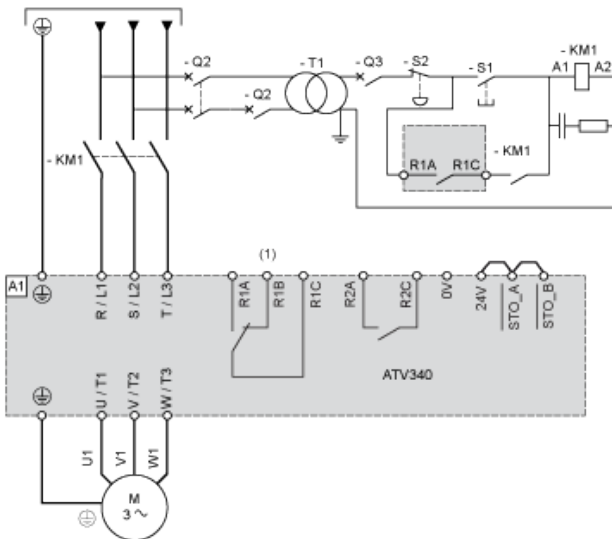 - Q2
- T1
- Q3
- S2
- S1
- KM1
A1
A2
- Q2
- KM1
R1A
R1C
- KM1
(1)
A1
R / L1
S / L2
T / L3
R1A
R1B
R1C
R2A
R2C
0V
24V
STO_A
STO_B
ATV340
U / T1
V / T2
W / T3
U1
V1
W1
M
3 ~